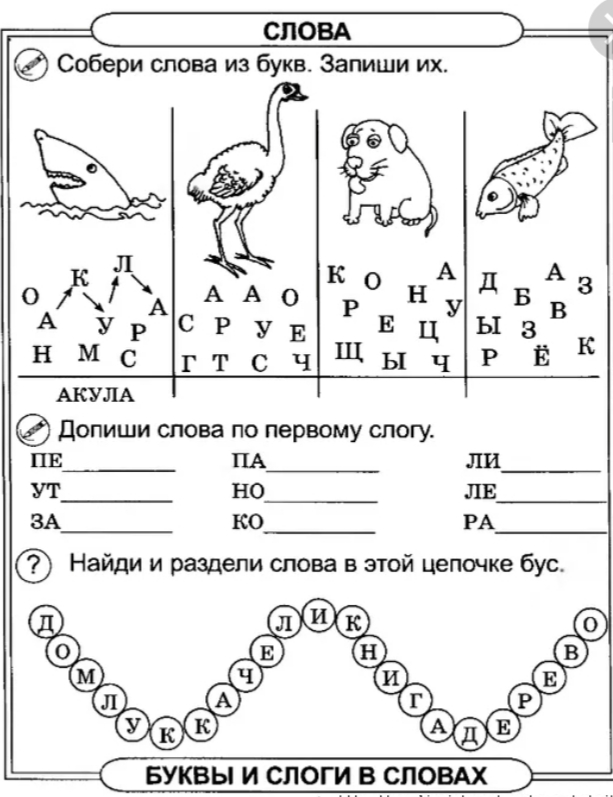 СЛОВА
Собери слова из букв. Запиши их.
О А К У Л А Р Н М С
А А О
С Р У Е
Г Т С Ч
К О А
Р Н У
Е Ц
Щ Ы Ч
Д Б А З
Ы З В
Р Ё К
АКУЛА
Допиши слова по первому слогу.
ПЕ ПА ЛИ
УТ НО ЛЕ
ЗА КО РА
? Найди и раздели слова в этой цепочке бус.
ДОМЛУККАЧЕЛИКНИГАДЕРЕВО
БУКВЫ И СЛОГИ В СЛОВАХ